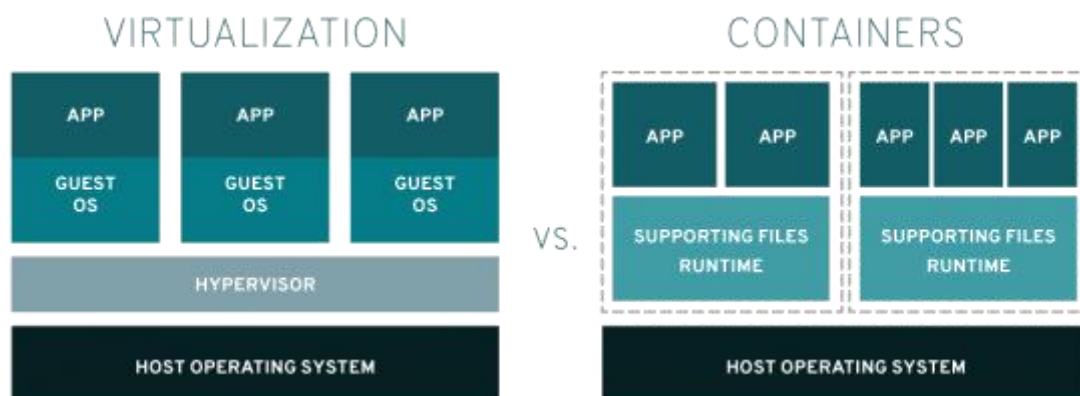 VIRTUALIZATION
APP
APP
APP
GUEST
OS
GUEST
OS
GUEST
OS
HYPERVISOR
HOST OPERATING SYSTEM
VS.
CONTAINERS
APP
APP
APP
APP
APP
SUPPORTING FILES
RUNTIME
SUPPORTING FILES
RUNTIME
HOST OPERATING SYSTEM